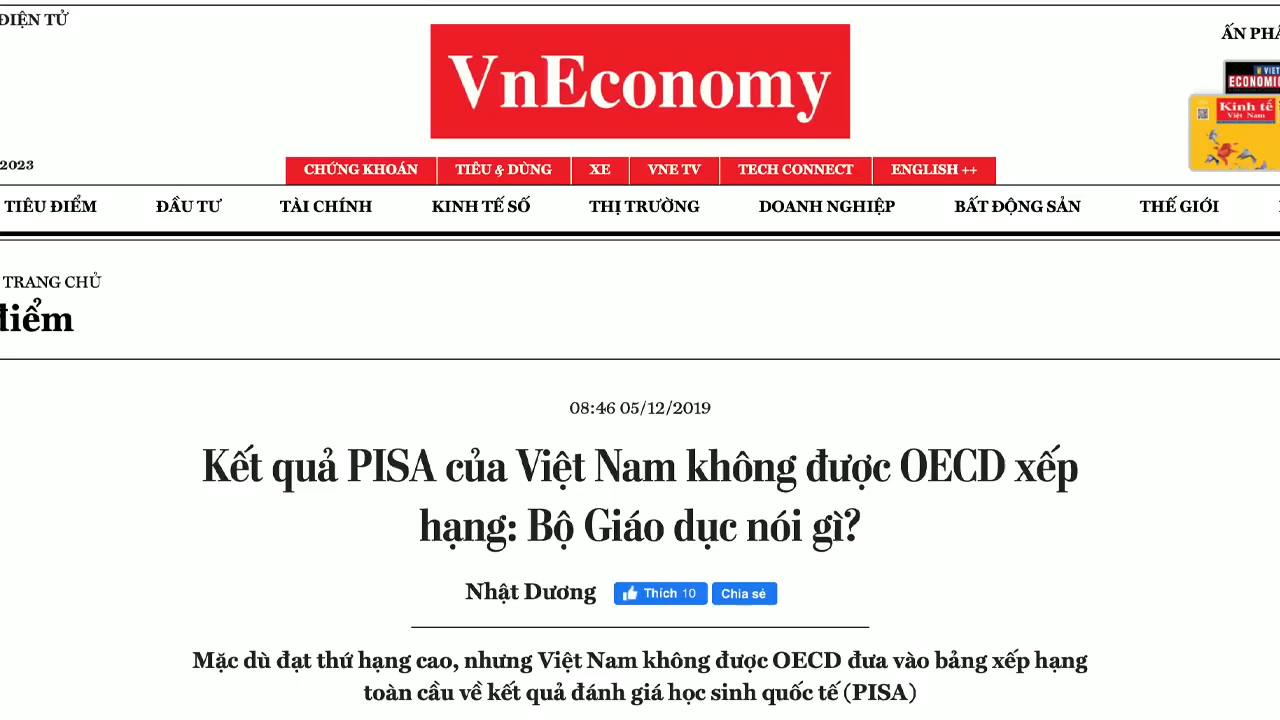 ĐIỆN TỬ
ẤN PHẨ
VnEconomy
VIET
ECONOMIC
Kinh tế
Việt Nam
2023
CHỨNG KHOÁN TIÊU & DÙNG XE VNE TV TECH CONNECT ENGLISH ++
TIÊU ĐIỂM ĐẦU TƯ TÀI CHÍNH KINH TẾ SỐ THỊ TRƯỜNG DOANH NGHIỆP BẤT ĐỘNG SẢN THẾ GIỚI
TRANG CHỦ
điểm
08:46 05/12/2019
Kết quả PISA của Việt Nam không được OECD xếp
hạng: Bộ Giáo dục nói gì?
Nhật Dương Thích 10 Chia sẻ
Mặc dù đạt thứ hạng cao, nhưng Việt Nam không được OECD đưa vào bảng xếp hạng
toàn cầu về kết quả đánh giá học sinh quốc tế (PISA)